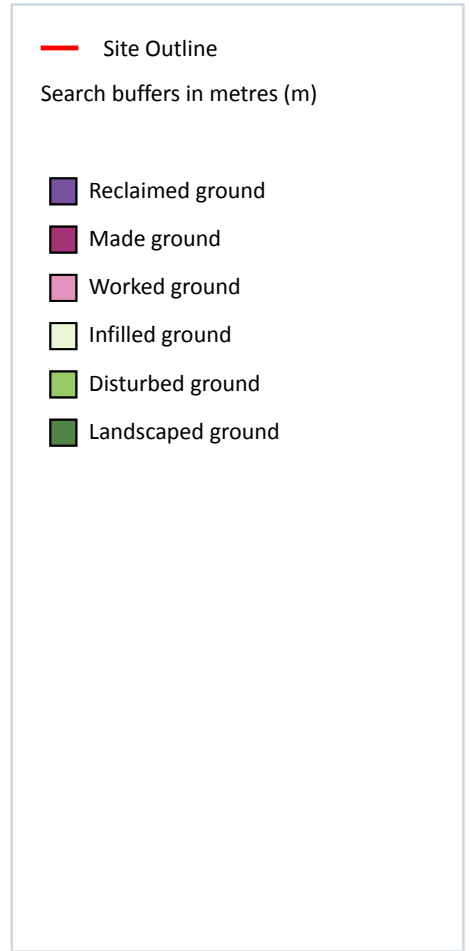 Site Outline
Search buffers in metres (m)
Reclaimed ground
Made ground
Worked ground
Infilled ground
Disturbed ground
Landscaped ground